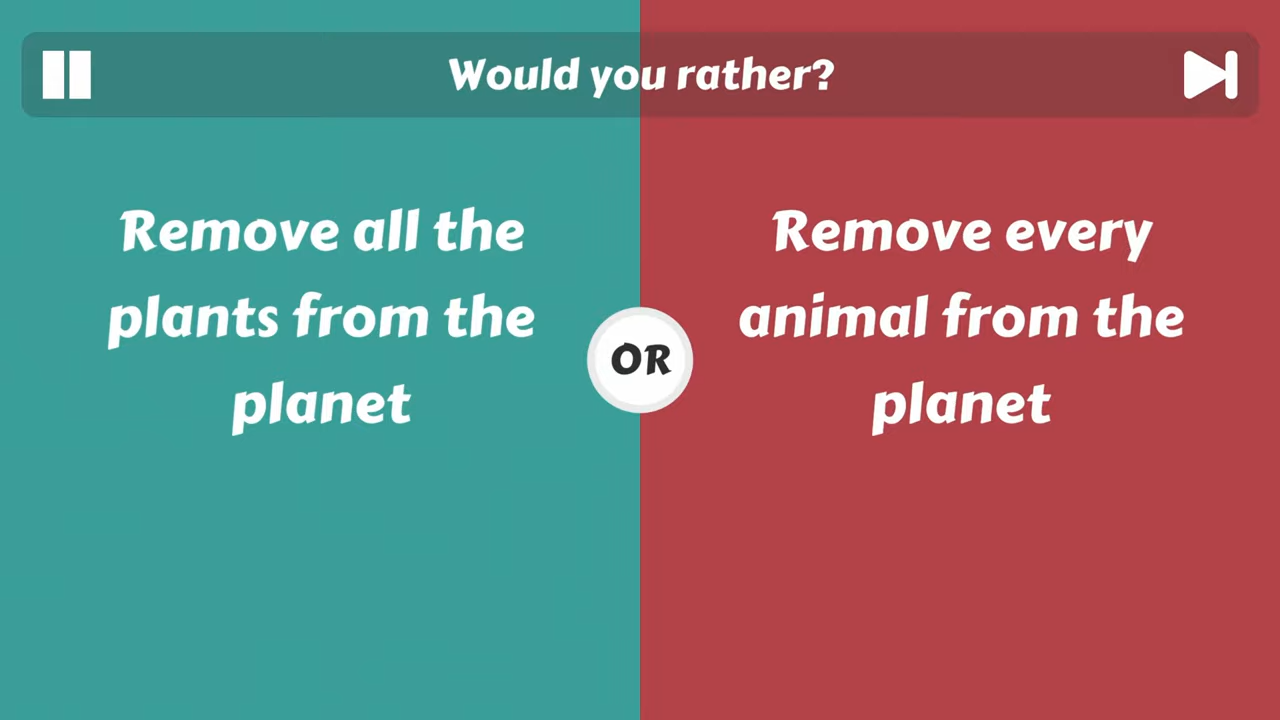 Would you rather?
Remove all the
plants from the
planet
OR
Remove every
animal from the
planet